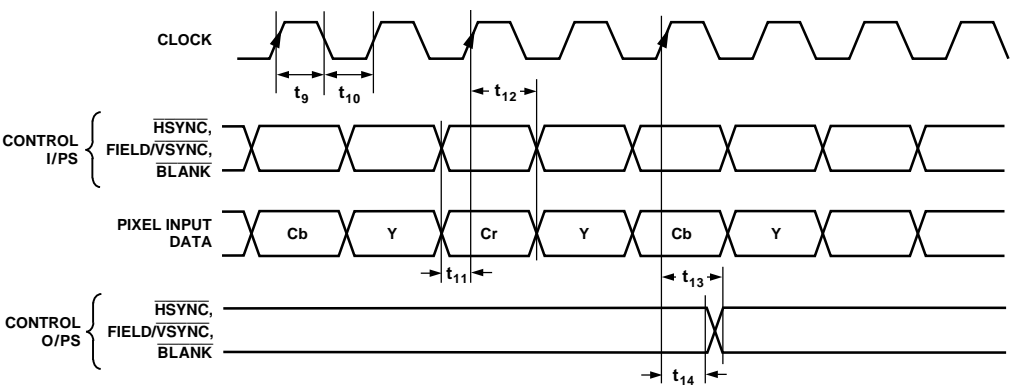 CLOCK
t9
t10
t12
CONTROL
I/PS
HSYNC,
FIELD/VSYNC,
BLANK
PIXEL INPUT
DATA
Cb
Y
Cr
Y
Cb
Y
t11
t13
CONTROL
O/PS
HSYNC,
FIELD/VSYNC,
BLANK
t14